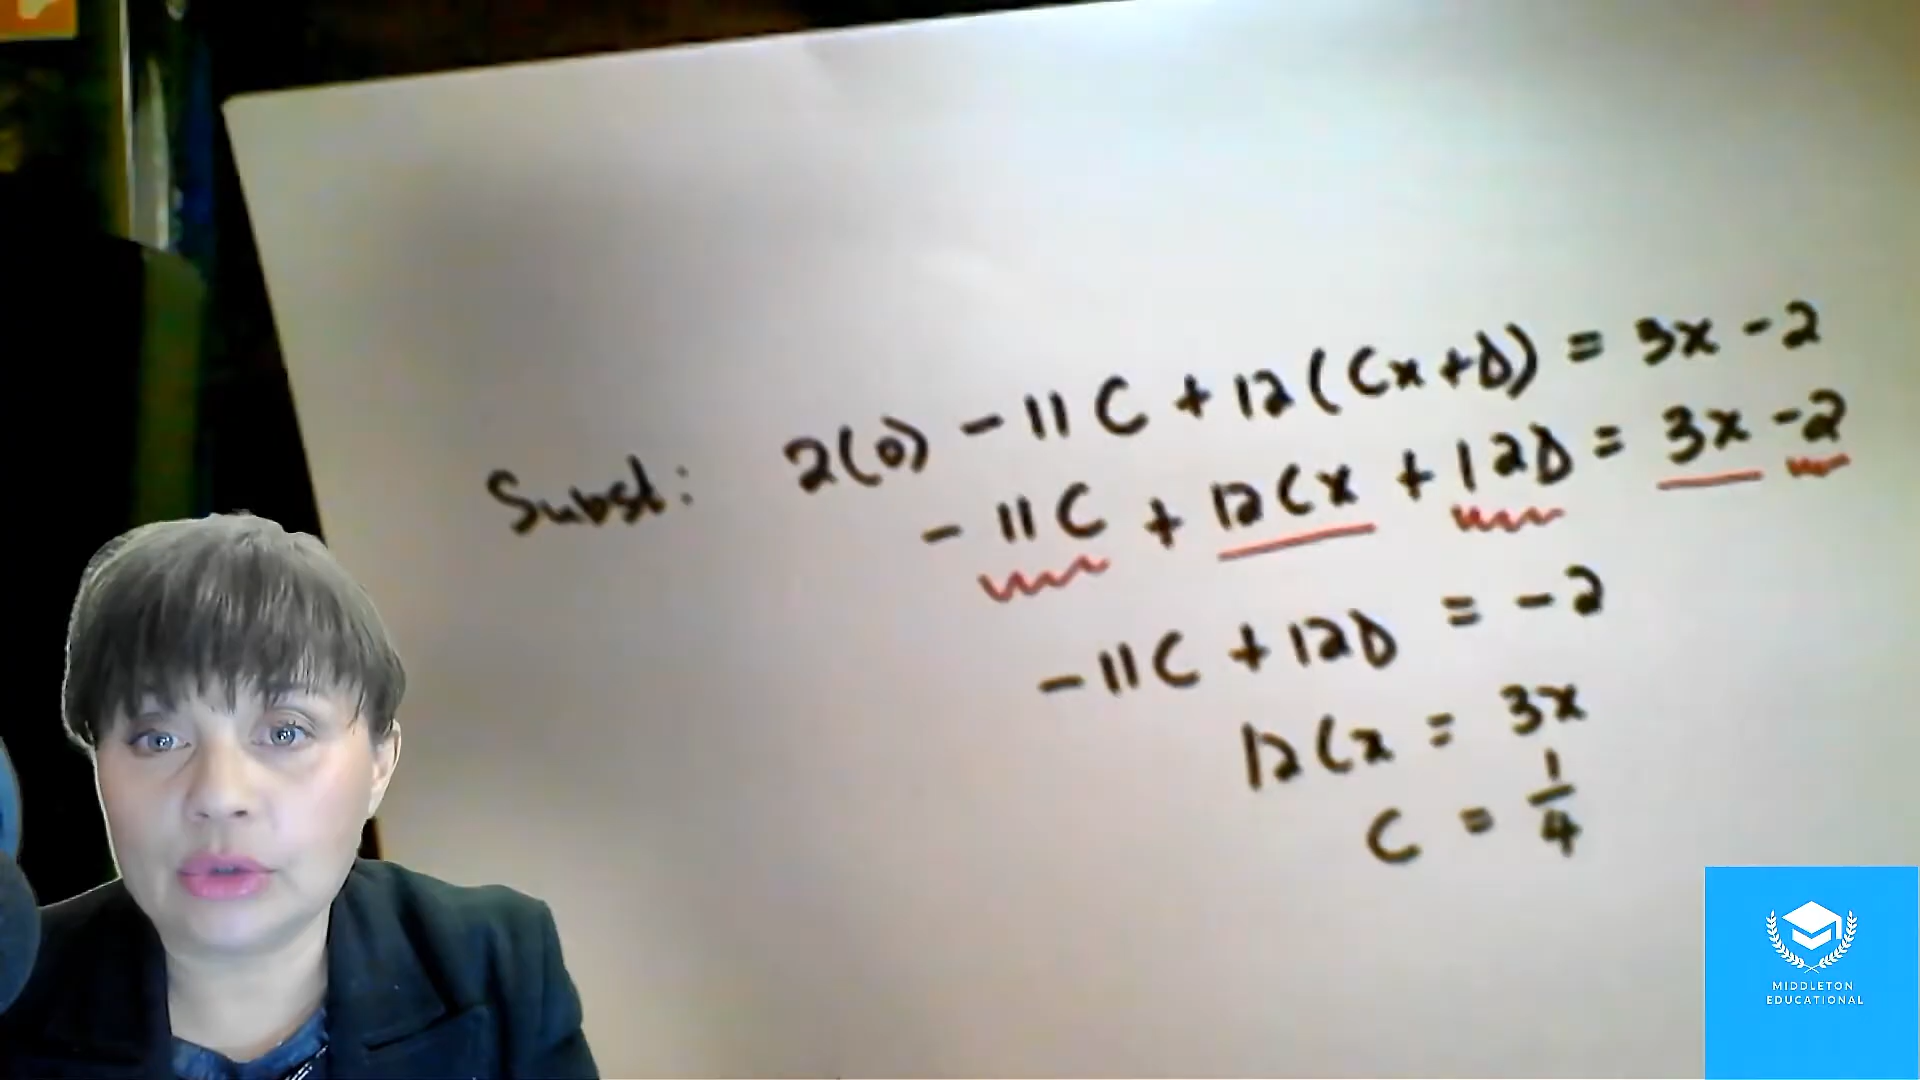 Subst: 2(0) - 11C + 12(Cx+D) = 3x - 2
- 11C + 12Cx + 12D = 3x - 2
- 11C + 12D = - 2
12Cx = 3x
C = 1/4
MIDDLETON
EDUCATIONAL